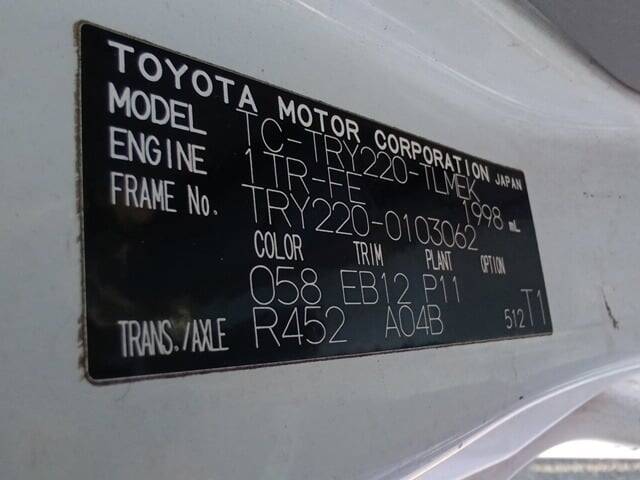 TOYOTA MOTOR CORPORATION JAPAN
MODEL TC-TRY220-TLMEK
ENGINE 1TR-FE 1998 mL
FRAME No. TRY220-0103062
COLOR TRIM PLANT OPTION
058 EB12 P11
TRANS./AXLE R452 A04B 512 T1